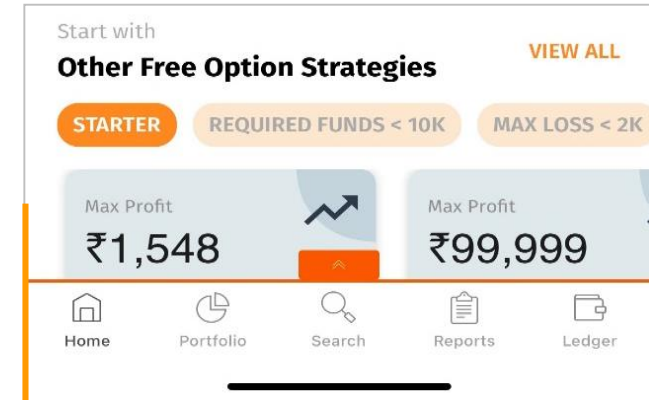 Start with
Other Free Option Strategies
VIEW ALL
STARTER
REQUIRED FUNDS < 10K
MAX LOSS < 2K
Max Profit
₹1,548
Max Profit
₹99,999
Home
Portfolio
Search
Reports
Ledger